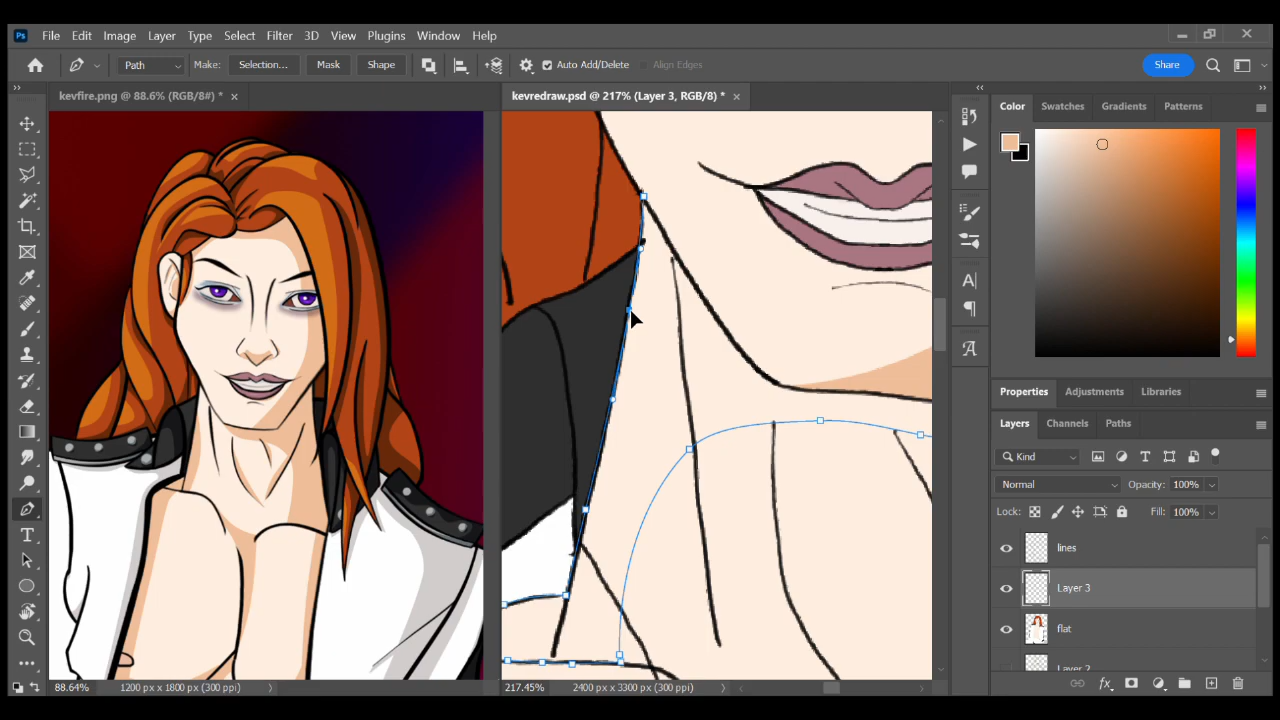 Ps File Edit Image Layer Type Select Filter 3D View Plugins Window Help
Path Make: Selection... Mask Shape Auto Add/Delete Align Edges Share
kevfire.png @ 88.6% (RGB/8#) * × kevredraw.psd @ 217% (Layer 3, RGB/8) * ×
Color Swatches Gradients Patterns
Properties Adjustments Libraries
Layers Channels Paths
Kind
Normal Opacity: 100%
Lock: Fill: 100%
lines
Layer 3
flat
Layer 2
88.64% 1200 px x 1800 px (300 ppi) 217.45% 2400 px x 3300 px (300 ppi)